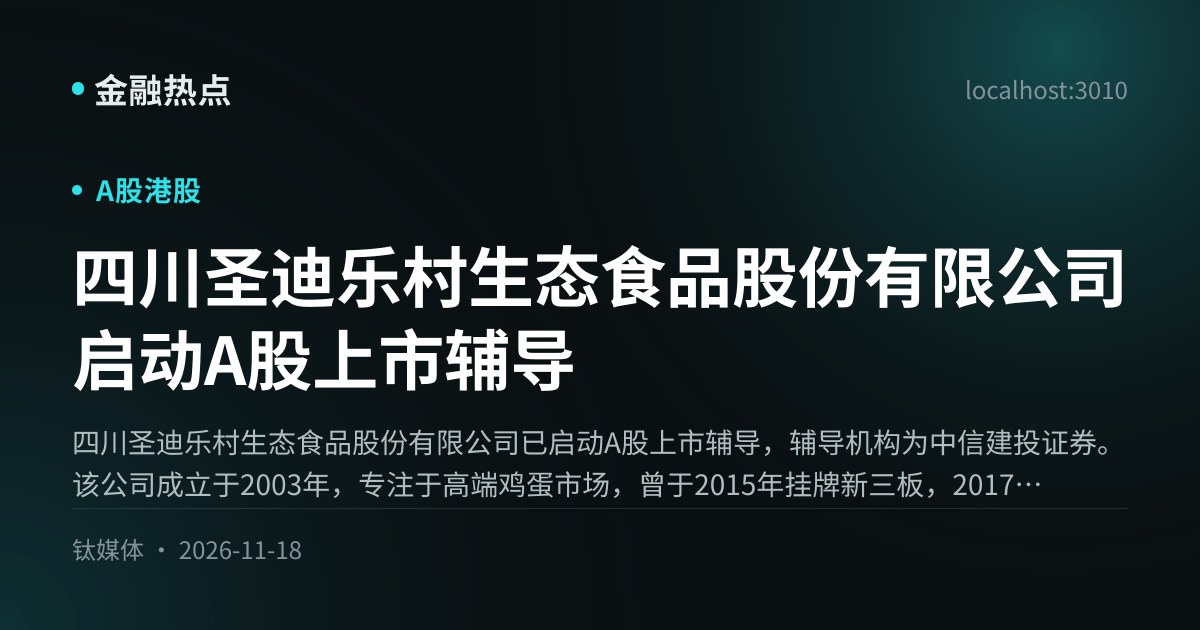 金融热点
localhost:3010
A股港股
四川圣迪乐村生态食品股份有限公司
启动A股上市辅导
四川圣迪乐村生态食品股份有限公司已启动A股上市辅导，辅导机构为中信建投证券。
该公司成立于2003年，专注于高端鸡蛋市场，曾于2015年挂牌新三板，2017…
钛媒体 • 2026-11-18